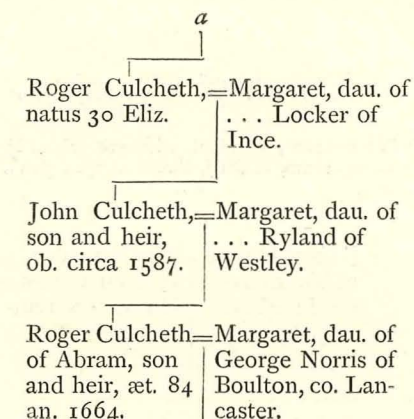 a
Roger Culcheth,=Margaret, dau. of
natus 30 Eliz. . . . Locker of
Ince.
John Culcheth,=Margaret, dau. of
son and heir, . . . Ryland of
ob. circa 1587. Westley.
Roger Culcheth=Margaret, dau. of
of Abram, son George Norris of
and heir, æt. 84 Boulton, co. Lan-
an. 1664. caster.